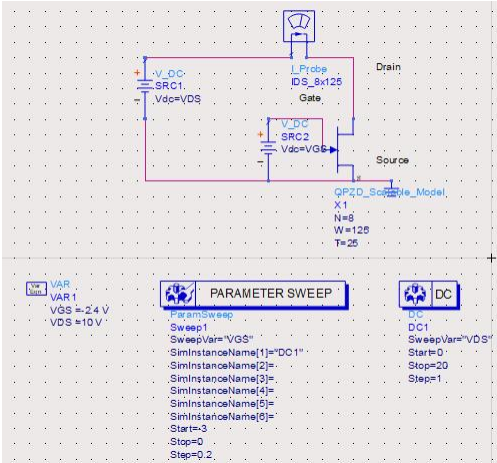 I_Probe
IDS_8x125
Drain
V_DC
SRC1
Vdc=VDS
Gate
V_DC
SRC2
Vdc=VGS
Source
QPZD_Scalable_Model
X1
N=8
W=125
T=25
Var
Eqn
VAR
VAR1
VGS =-2.4 V
VDS =10 V
PARAMETER SWEEP
ParamSweep
Sweep1
SweepVar="VGS"
SimInstanceName[1]="DC1"
SimInstanceName[2]=
SimInstanceName[3]=
SimInstanceName[4]=
SimInstanceName[5]=
SimInstanceName[6]=
Start=-3
Stop=0
Step=0.2
DC
DC
DC1
SweepVar="VDS"
Start=0
Stop=20
Step=1